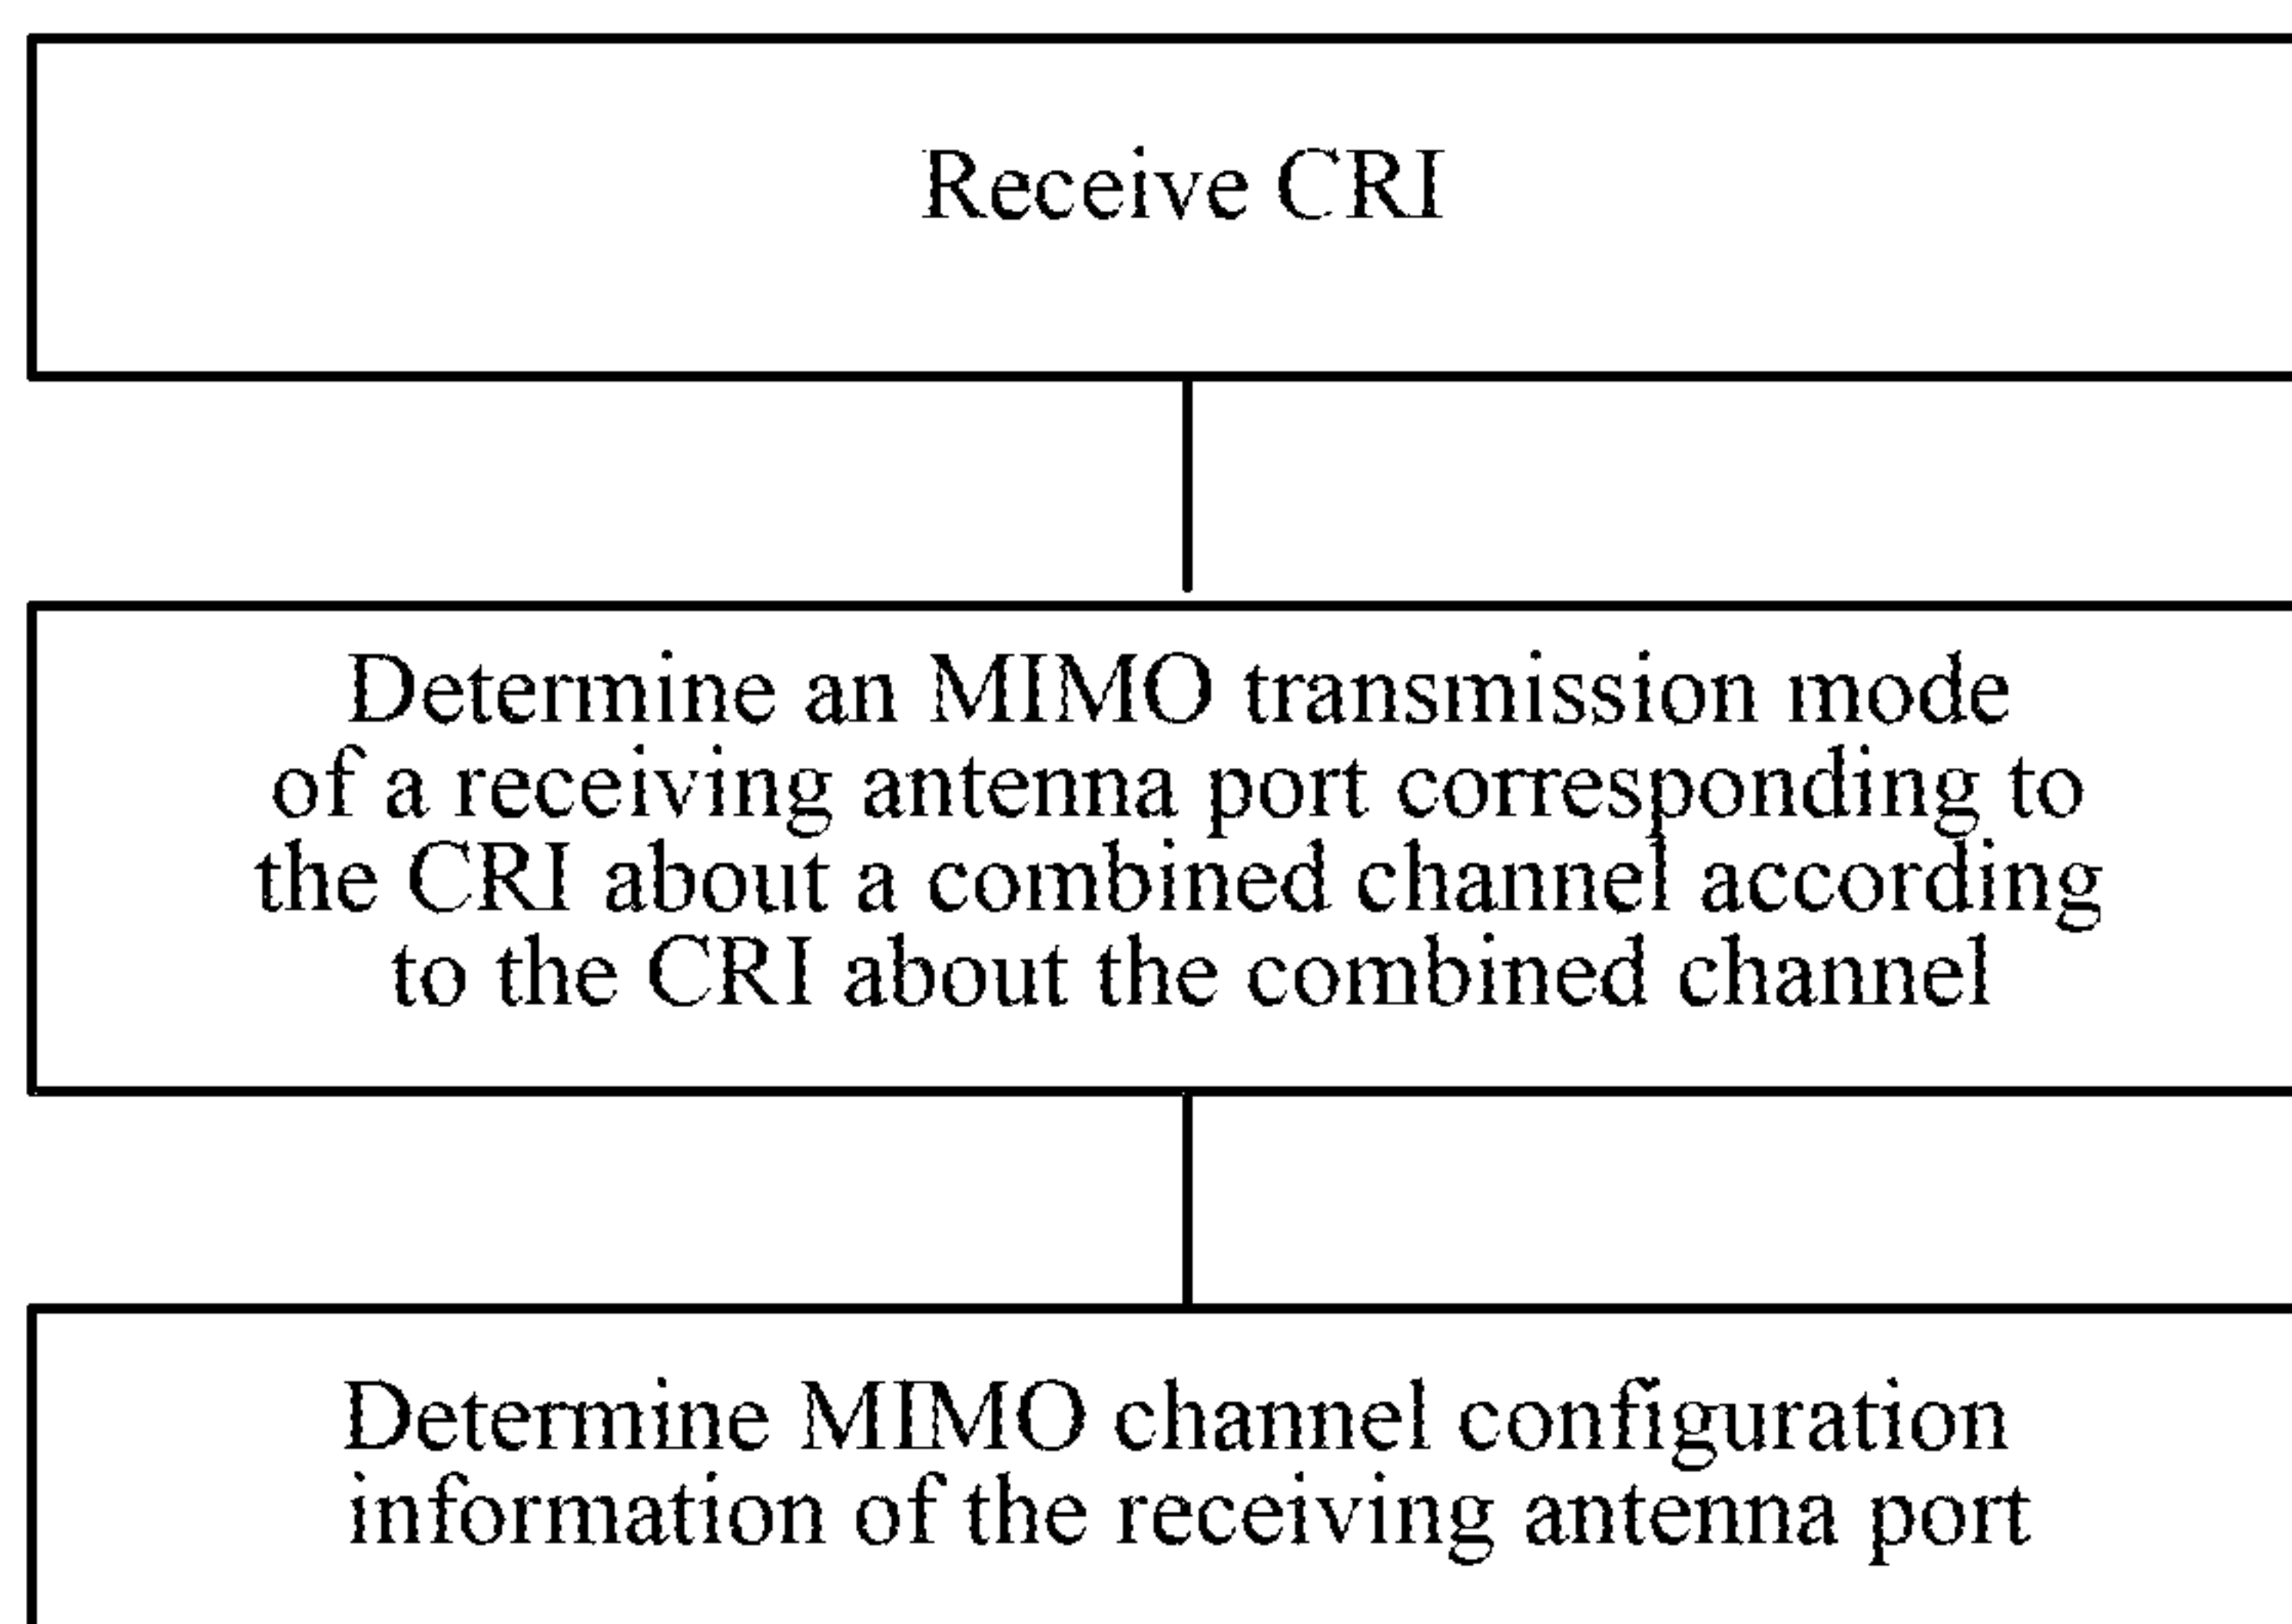 Receive CRI
Determine an MIMO transmission mode
of a receiving antenna port corresponding to
the CRI about a combined channel according
to the CRI about the combined channel
Determine MIMO channel configuration
information of the receiving antenna port